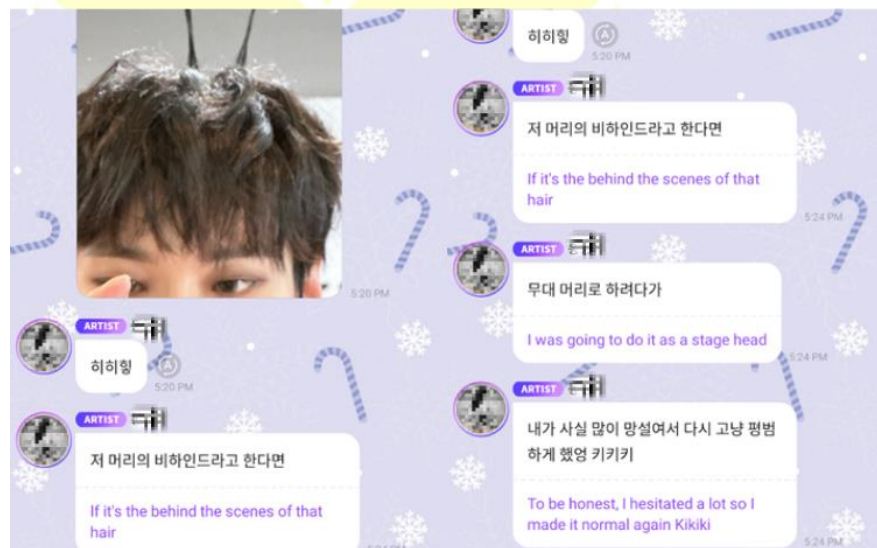 5:20 PM
ARTIST
히히힣
5:20 PM
ARTIST
저 머리의 비하인드라고 한다면
If it's the behind the scenes of that
hair
히히힣
5:20 PM
ARTIST
저 머리의 비하인드라고 한다면
If it's the behind the scenes of that
hair
5:24 PM
ARTIST
무대 머리로 하려다가
I was going to do it as a stage head
5:24 PM
ARTIST
내가 사실 많이 망설여서 다시 고냥 평범
하게 했엉 키키키
To be honest, I hesitated a lot so I
made it normal again Kikiki
5:24 PM